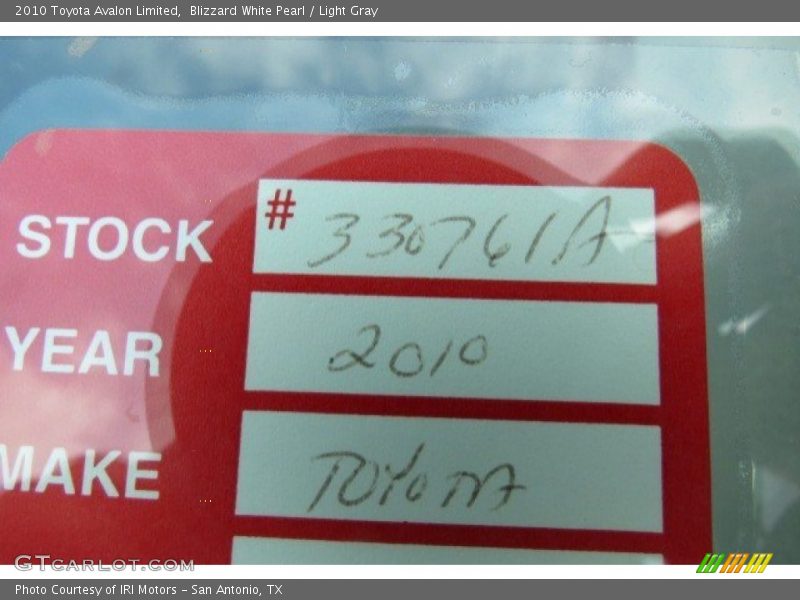 2010 Toyota Avalon Limited,  Blizzard White Pearl / Light Gray
STOCK # 330761A
YEAR 2010
MAKE TOYOTA
GTCARLOT.COM
Photo Courtesy of IRI Motors – San Antonio, TX